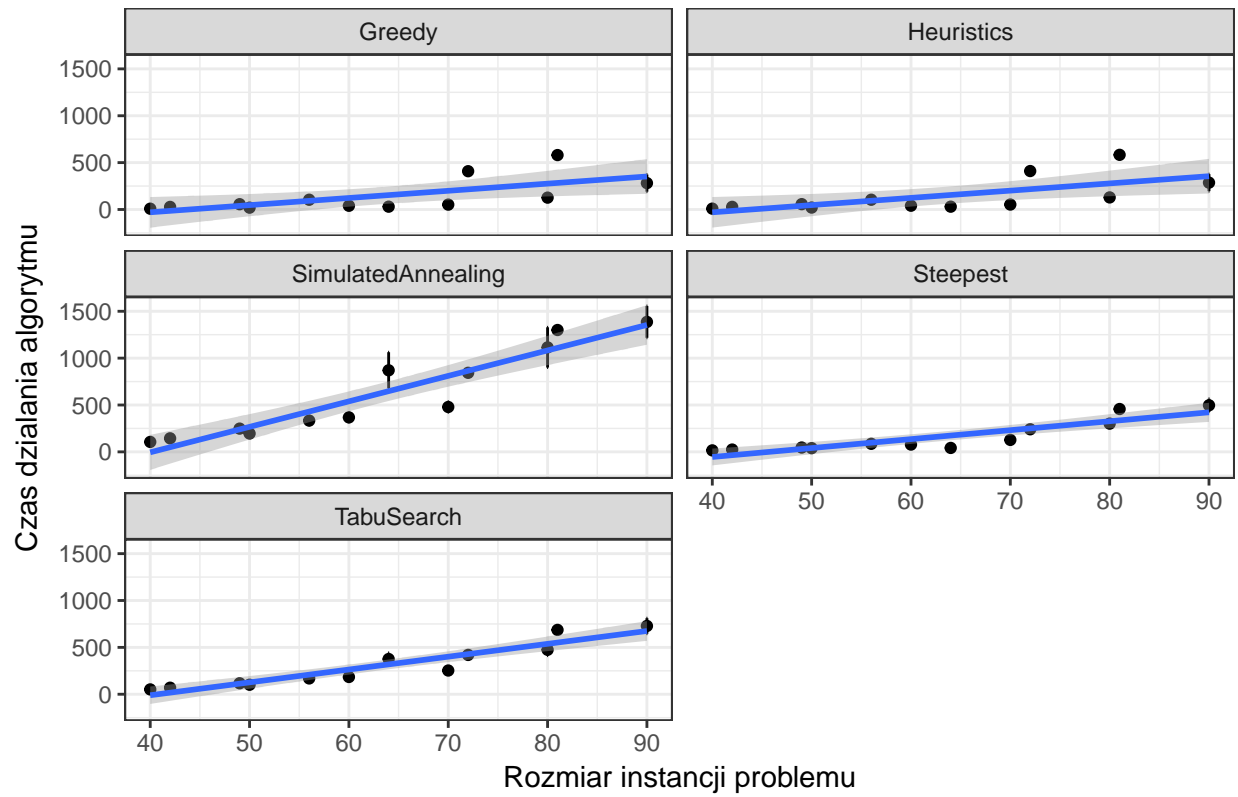 Greedy
Heuristics
1500
1000
500
0
SimulatedAnnealing
Steepest
1500
1000
500
0
40 50 60 70 80 90
TabuSearch
1500
1000
500
0
40 50 60 70 80 90
Rozmiar instancji problemu
Czas dzialania algorytmu